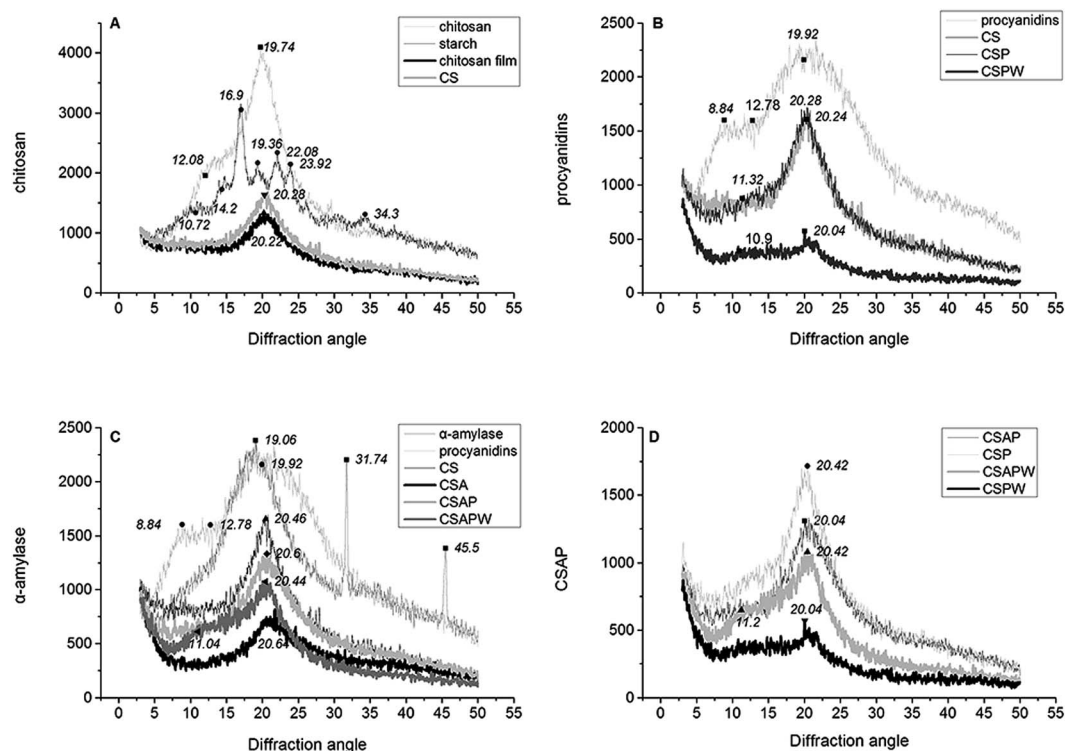 A
chitosan
starch
chitosan film
CS
19.74
16.9
12.08
19.36
22.08
23.92
10.72
14.2
20.28
20.22
34.3
4000
3000
2000
1000
0
chitosan
0 5 10 15 20 25 30 35 40 45 50 55
Diffraction angle
B
procyanidins
CS
CSP
CSPW
19.92
8.84
12.78
20.28
20.24
11.32
10.9
20.04
2500
2000
1500
1000
500
0
procyanidins
0 5 10 15 20 25 30 35 40 45 50 55
Diffraction angle
C
α-amylase
procyanidins
CS
CSA
CSAP
CSAPW
19.06
19.92
31.74
8.84
12.78
20.46
20.6
20.44
45.5
11.04
20.64
2500
2000
1500
1000
500
0
α-amylase
0 5 10 15 20 25 30 35 40 45 50 55
Diffraction angle
D
CSAP
CSP
CSAPW
CSPW
20.42
20.04
20.42
11.2
20.04
2000
1500
1000
500
0
CSAP
0 5 10 15 20 25 30 35 40 45 50 55
Diffraction angle